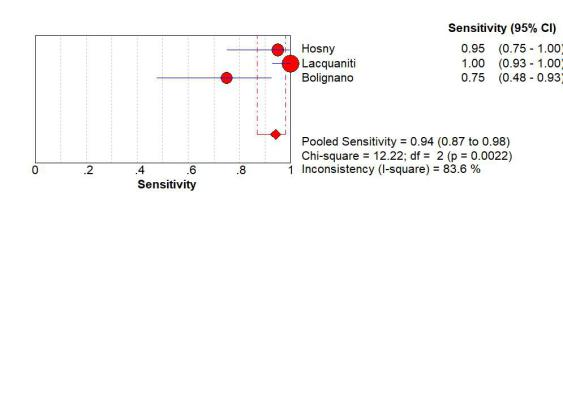 Sensitivity (95% CI)
Hosny 0.95 (0.75 - 1.00)
Lacquaniti 1.00 (0.93 - 1.00)
Bolignano 0.75 (0.48 - 0.93)
Pooled Sensitivity = 0.94 (0.87 to 0.98)
Chi-square = 12.22; df = 2 (p = 0.0022)
Inconsistency (I-square) = 83.6 %
0 .2 .4 .6 .8 1
Sensitivity